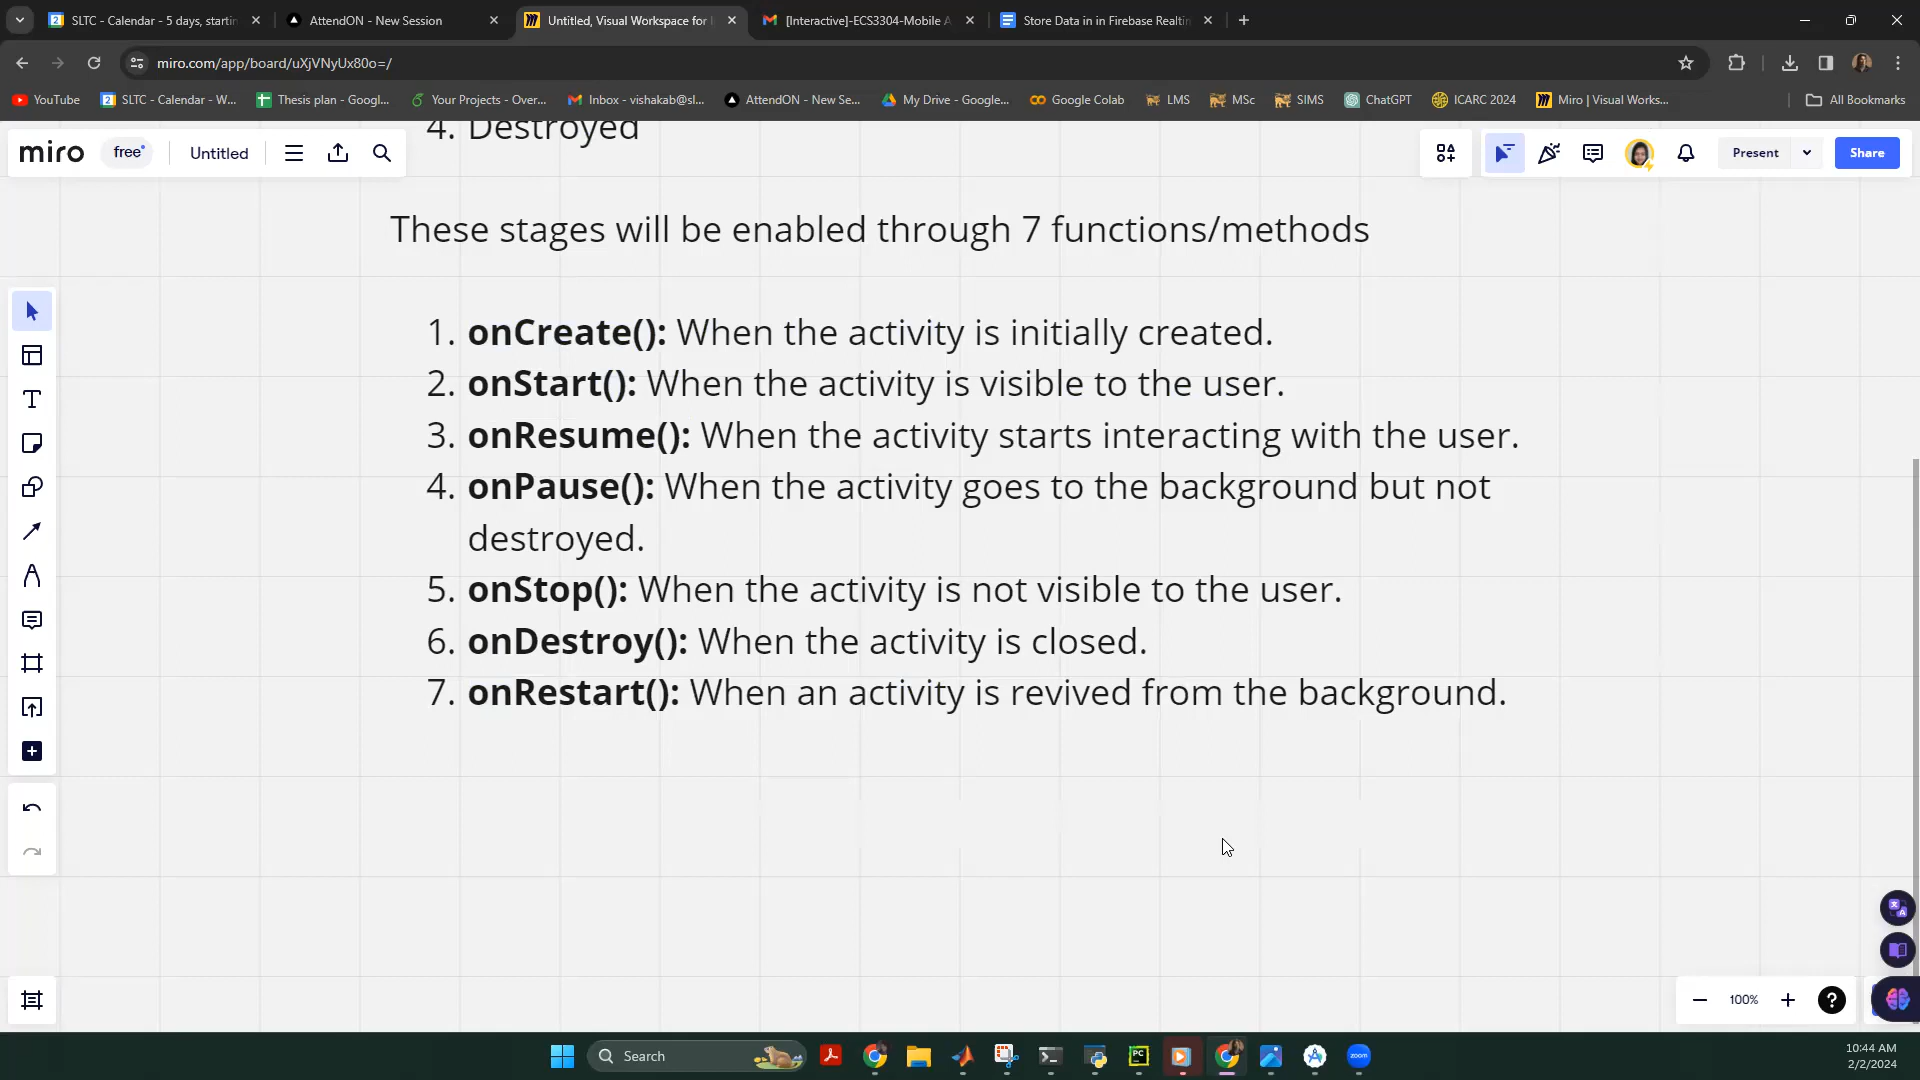 SLTC - Calendar - 5 days, startin
AttendON - New Session
Untitled, Visual Workspace for
[Interactive]-ECS3304-Mobile A
Store Data in in Firebase Realti
miro.com/app/board/uXjVNyUx80o=/
YouTube
SLTC - Calendar - W...
Thesis plan - Googl...
Your Projects - Over...
Inbox - vishakab@sl...
AttendON - New Se...
My Drive - Google...
Google Colab
LMS
MSc
SIMS
ChatGPT
ICARC 2024
Miro | Visual Works...
All Bookmarks
4. Destroyed
miro
free
Untitled
Present
Share
These stages will be enabled through 7 functions/methods
1. onCreate(): When the activity is initially created.
2. onStart(): When the activity is visible to the user.
3. onResume(): When the activity starts interacting with the user.
4. onPause(): When the activity goes to the background but not
destroyed.
5. onStop(): When the activity is not visible to the user.
6. onDestroy(): When the activity is closed.
7. onRestart(): When an activity is revived from the background.
100%
Search
10:44 AM
2/2/2024